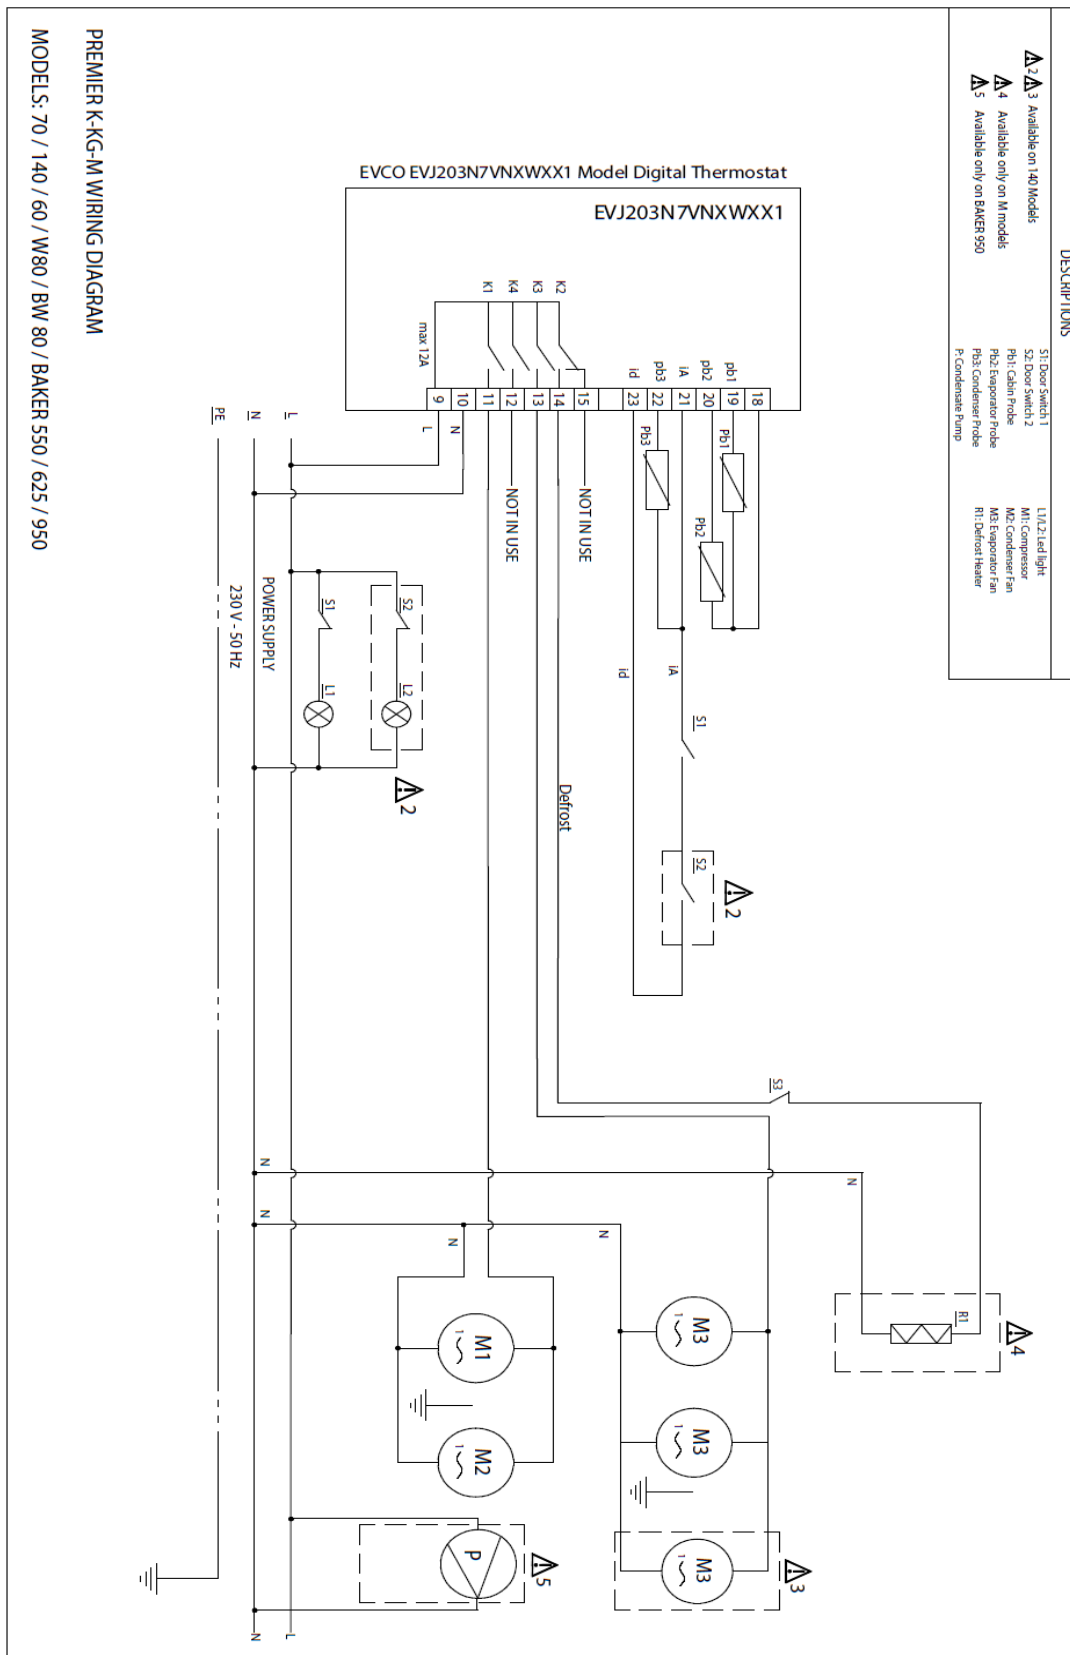 DESCRIPTIONS
⚠2 ⚠3 Available on 140 Models
⚠4 Available only on M models
⚠5 Available only on BAKER 950
S1: Door Switch 1
S2: Door Switch 2
Pb1: Cabin Probe
Pb2: Evaporator Probe
Pb3: Condenser Probe
P: Condensate Pump
L1/L2: Led light
M1: Compressor
M2: Condenser Fan
M3: Evaporator Fan
R1: Defrost Heater
EVCO EVJ203N7VNXWXX1 Model Digital Thermostat
EVJ203N7VNXWXX1
K1
K4
K3
K2
max 12A
id
pb3
iA
pb2
pb1
9
10
11
12
13
14
15
23
22
21
20
19
18
L
N
NOT IN USE
NOT IN USE
Pb3
Pb1
Pb2
PE
N
L
POWER SUPPLY
230 V - 50 Hz
S1
S2
L1
L2
2
id
iA
S1
S2
2
Defrost
S3
N
N
N
N
N
R1
4
M1
1
M2
1
M3
1
M3
1
M3
1
3
P
5
N
L
PREMIER K-KG-M WIRING DIAGRAM
MODELS: 70 / 140 / 60 / W80 / BW 80 / BAKER 550 / 625 / 950